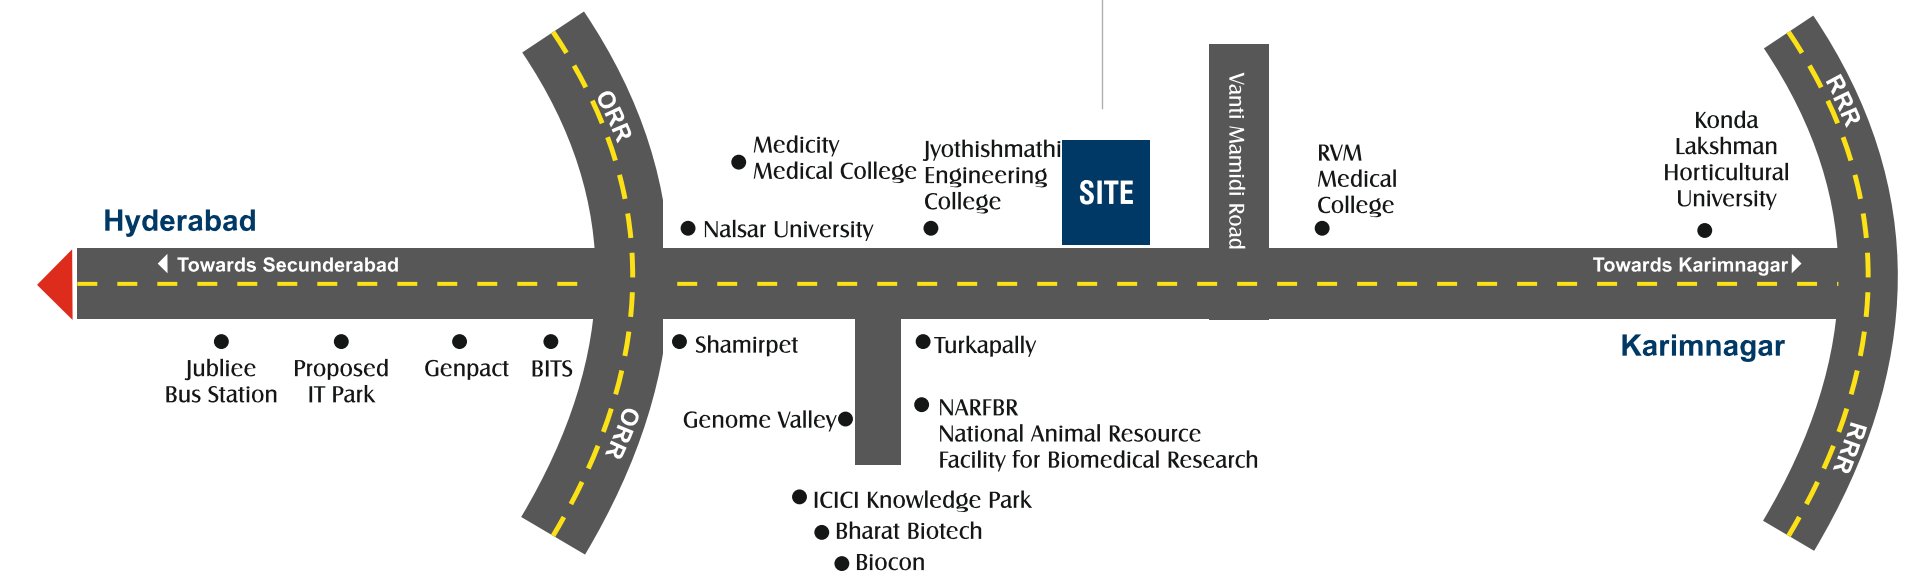 ORR
Medicity
Medical College
Jyothishmathi
Engineering
College
SITE
Vanti Mamidi Road
RVM
Medical
College
Konda
Lakshman
Horticultural
University
RRR
Hyderabad
Nalsar University
Towards Secunderabad
Towards Karimnagar
Jubliee
Bus Station
Proposed
IT Park
Genpact
BITS
Shamirpet
Turkapally
Karimnagar
ORR
Genome Valley
NARFBR
National Animal Resource
Facility for Biomedical Research
RRR
ICICI Knowledge Park
Bharat Biotech
Biocon